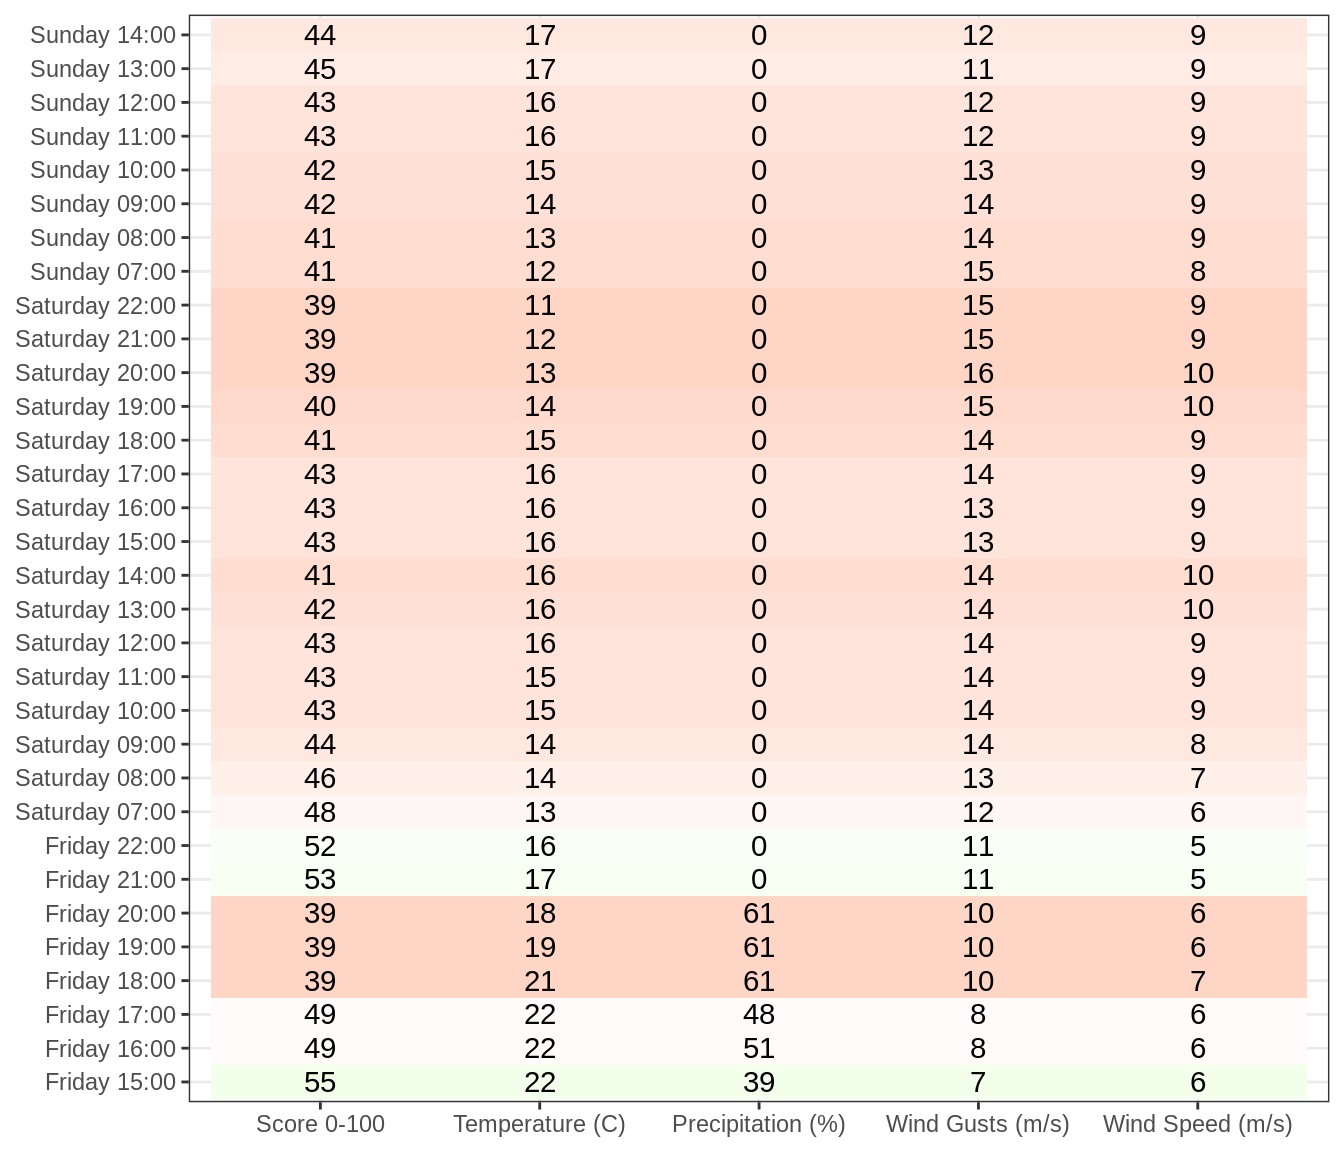 Sunday 14:00 44 17 0 12 9
Sunday 13:00 45 17 0 11 9
Sunday 12:00 43 16 0 12 9
Sunday 11:00 43 16 0 12 9
Sunday 10:00 42 15 0 13 9
Sunday 09:00 42 14 0 14 9
Sunday 08:00 41 13 0 14 9
Sunday 07:00 41 12 0 15 8
Saturday 22:00 39 11 0 15 9
Saturday 21:00 39 12 0 15 9
Saturday 20:00 39 13 0 16 10
Saturday 19:00 40 14 0 15 10
Saturday 18:00 41 15 0 14 9
Saturday 17:00 43 16 0 14 9
Saturday 16:00 43 16 0 13 9
Saturday 15:00 43 16 0 13 9
Saturday 14:00 41 16 0 14 10
Saturday 13:00 42 16 0 14 10
Saturday 12:00 43 16 0 14 9
Saturday 11:00 43 15 0 14 9
Saturday 10:00 43 15 0 14 9
Saturday 09:00 44 14 0 14 8
Saturday 08:00 46 14 0 13 7
Saturday 07:00 48 13 0 12 6
Friday 22:00 52 16 0 11 5
Friday 21:00 53 17 0 11 5
Friday 20:00 39 18 61 10 6
Friday 19:00 39 19 61 10 6
Friday 18:00 39 21 61 10 7
Friday 17:00 49 22 48 8 6
Friday 16:00 49 22 51 8 6
Friday 15:00 55 22 39 7 6
Score 0-100 Temperature (C) Precipitation (%) Wind Gusts (m/s) Wind Speed (m/s)